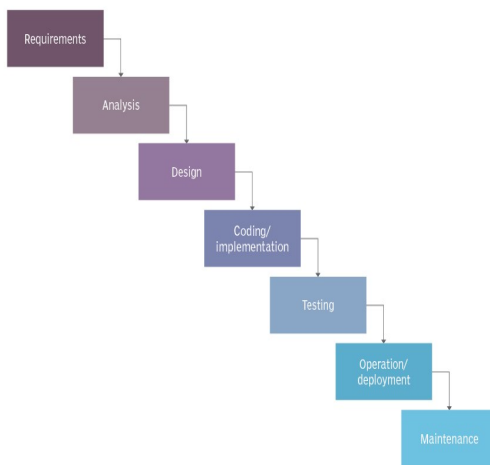 Requirements
Analysis
Design
Coding/
implementation
Testing
Operation/
deployment
Maintenance